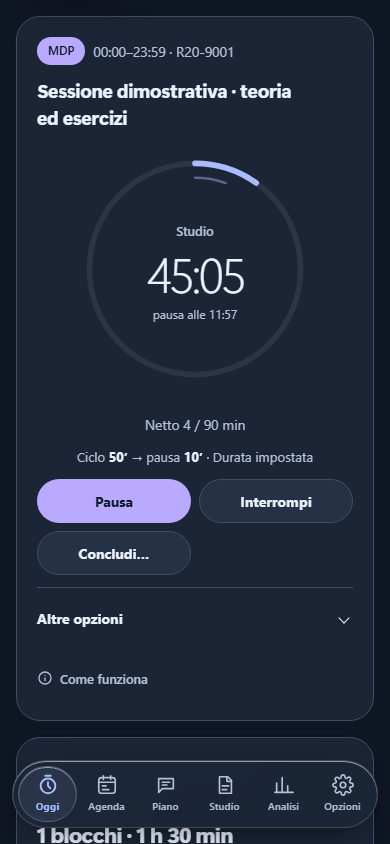 MDP 00:00–23:59 · R20-9001
Sessione dimostrativa · teoria
ed esercizi
Studio
45:05
pausa alle 11:57
Netto 4 / 90 min
Ciclo 50′ → pausa 10′ · Durata impostata
Pausa Interrompi
Concludi…
Altre opzioni
Come funziona
Oggi Agenda Piano Studio Analisi Opzioni
1 blocchi · 1 h 30 min